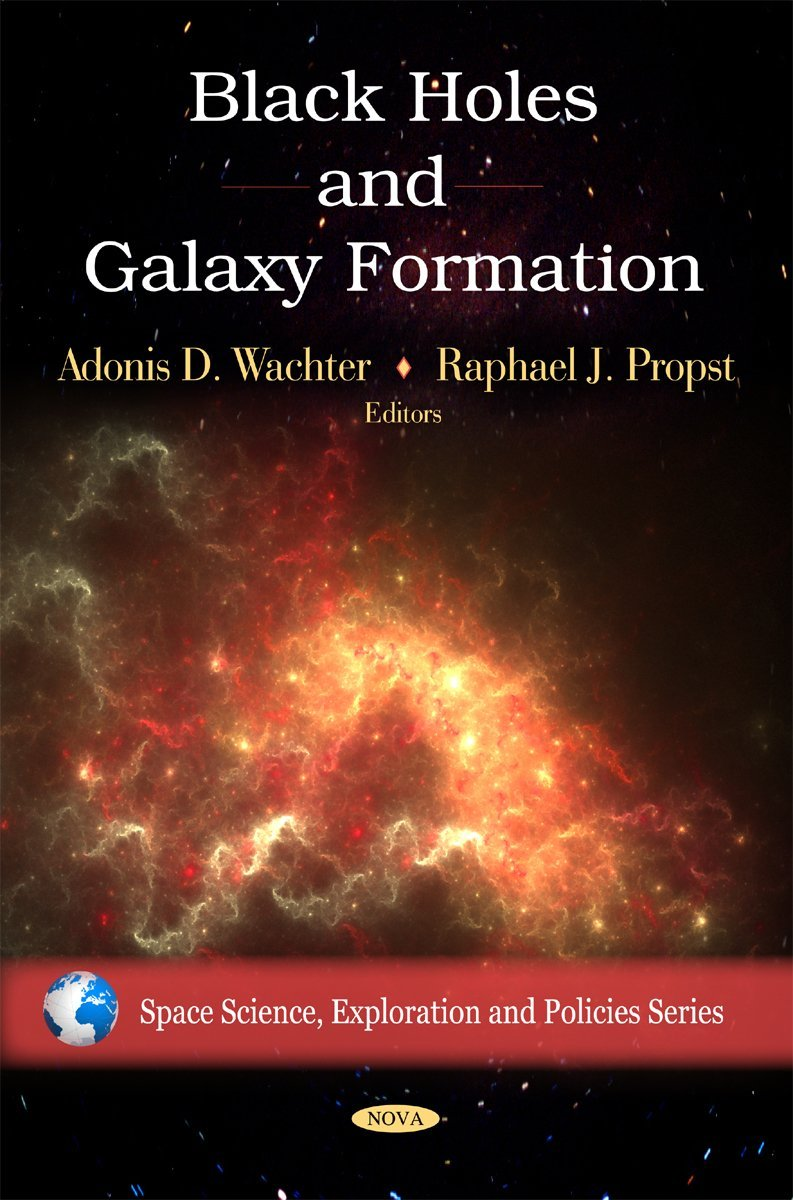 Black Holes
and
Galaxy Formation
Adonis D. Wachter ♦ Raphael J. Propst
Editors
Space Science, Exploration and Policies Series
NOVA